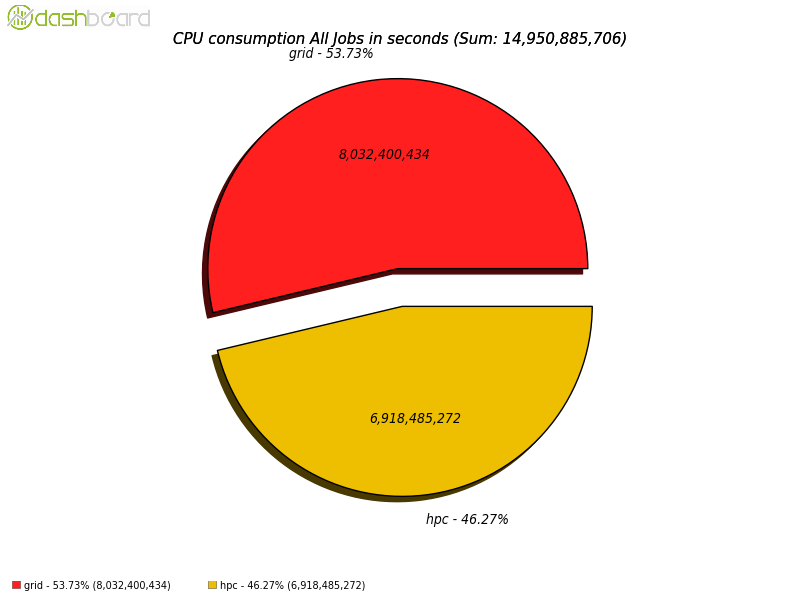 dashboard
CPU consumption All Jobs in seconds (Sum: 14,950,885,706)
grid - 53.73%
8,032,400,434
6,918,485,272
hpc - 46.27%
grid - 53.73% (8,032,400,434) hpc - 46.27% (6,918,485,272)